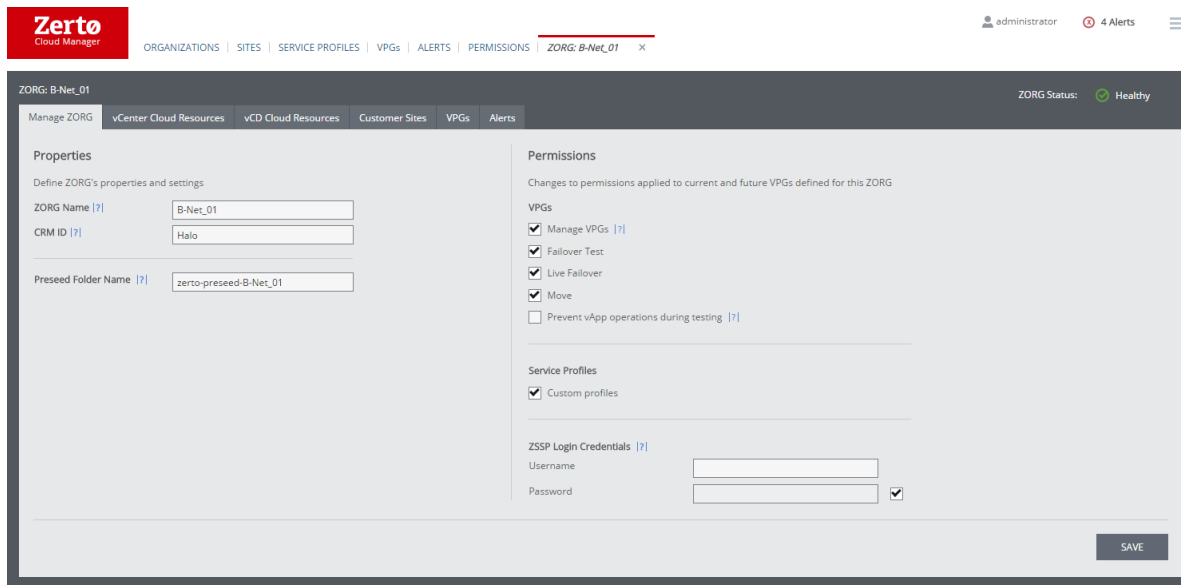 Zerto
Cloud Manager
administrator
4 Alerts
ORGANIZATIONS | SITES | SERVICE PROFILES | VPGs | ALERTS | PERMISSIONS | ZORG: B-Net_01 ×
ZORG: B-Net_01
ZORG Status: Healthy
Manage ZORG vCenter Cloud Resources vCD Cloud Resources Customer Sites VPGs Alerts
Properties
Define ZORG's properties and settings
ZORG Name |?| B-Net_01
CRM ID |?| Halo
Preseed Folder Name |?| zerto-preseed-B-Net_01
Permissions
Changes to permissions applied to current and future VPGs defined for this ZORG
VPGs
Manage VPGs |?|
Failover Test
Live Failover
Move
Prevent vApp operations during testing |?|
Service Profiles
Custom profiles
ZSSP Login Credentials |?|
Username
Password
SAVE